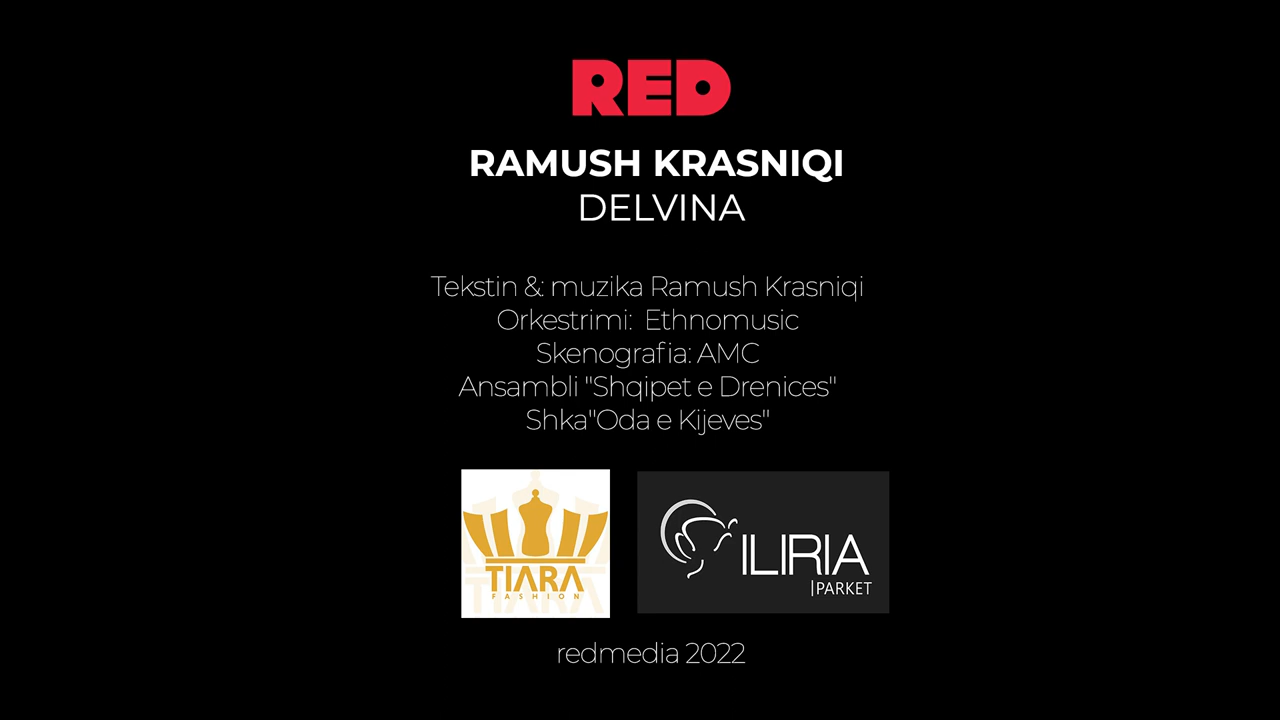 RED
RAMUSH KRASNIQI
DELVINA
Tekstin &: muzika Ramush Krasniqi
Orkestrimi: Ethnomusic
Skenografia: AMC
Ansambli "Shqipet e Drenices"
Shka"Oda e Kijeves"
TIARA
FASHION
TIARA
ILIRIA
|PARKET
redmedia 2022